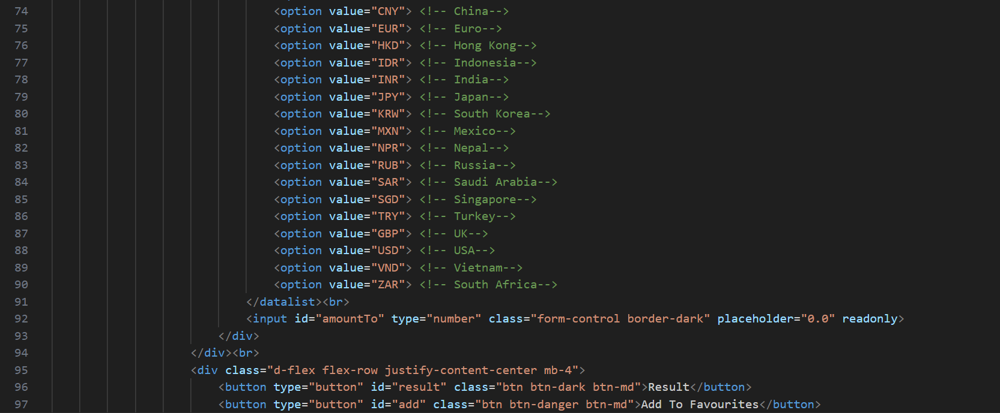 74 <option value="CNY"> <!-- China-->
75 <option value="EUR"> <!-- Euro-->
76 <option value="HKD"> <!-- Hong Kong-->
77 <option value="IDR"> <!-- Indonesia-->
78 <option value="INR"> <!-- India-->
79 <option value="JPY"> <!-- Japan-->
80 <option value="KRW"> <!-- South Korea-->
81 <option value="MXN"> <!-- Mexico-->
82 <option value="NPR"> <!-- Nepal-->
83 <option value="RUB"> <!-- Russia-->
84 <option value="SAR"> <!-- Saudi Arabia-->
85 <option value="SGD"> <!-- Singapore-->
86 <option value="TRY"> <!-- Turkey-->
87 <option value="GBP"> <!-- UK-->
88 <option value="USD"> <!-- USA-->
89 <option value="VND"> <!-- Vietnam-->
90 <option value="ZAR"> <!-- South Africa-->
91 </datalist><br>
92 <input id="amountTo" type="number" class="form-control border-dark" placeholder="0.0" readonly>
93 </div>
94 </div><br>
95 <div class="d-flex flex-row justify-content-center mb-4">
96 <button type="button" id="result" class="btn btn-dark btn-md">Result</button>
97 <button type="button" id="add" class="btn btn-danger btn-md">Add To Favourites</button>